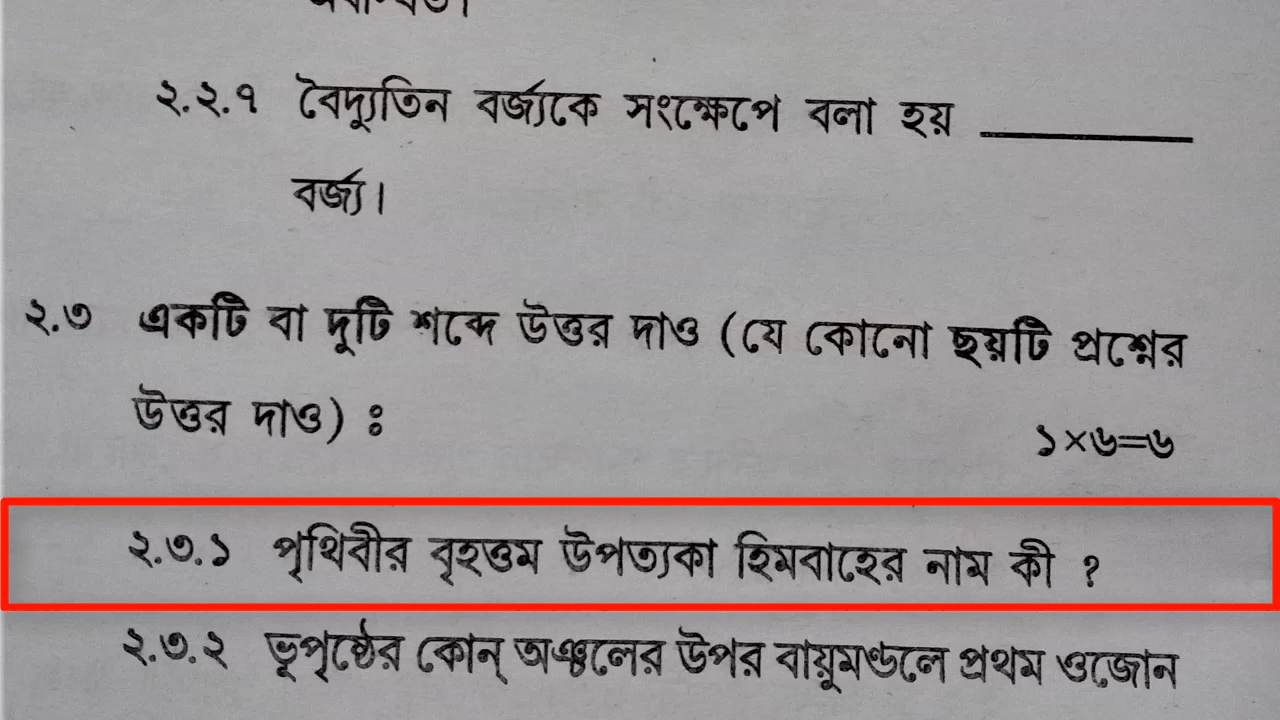 ২.২.৭ বৈদ্যুতিন বর্জ্যকে সংক্ষেপে বলা হয় ________
বর্জ্য।
২.৩ একটি বা দুটি শব্দে উত্তর দাও (যে কোনো ছয়টি প্রশ্নের
উত্তর দাও) ঃ
১×৬=৬
২.৩.১ পৃথিবীর বৃহত্তম উপত্যকা হিমবাহের নাম কী ?
২.৩.২ ভূপৃষ্ঠের কোন্ অঞ্চলের উপর বায়ুমণ্ডলে প্রথম ওজোন